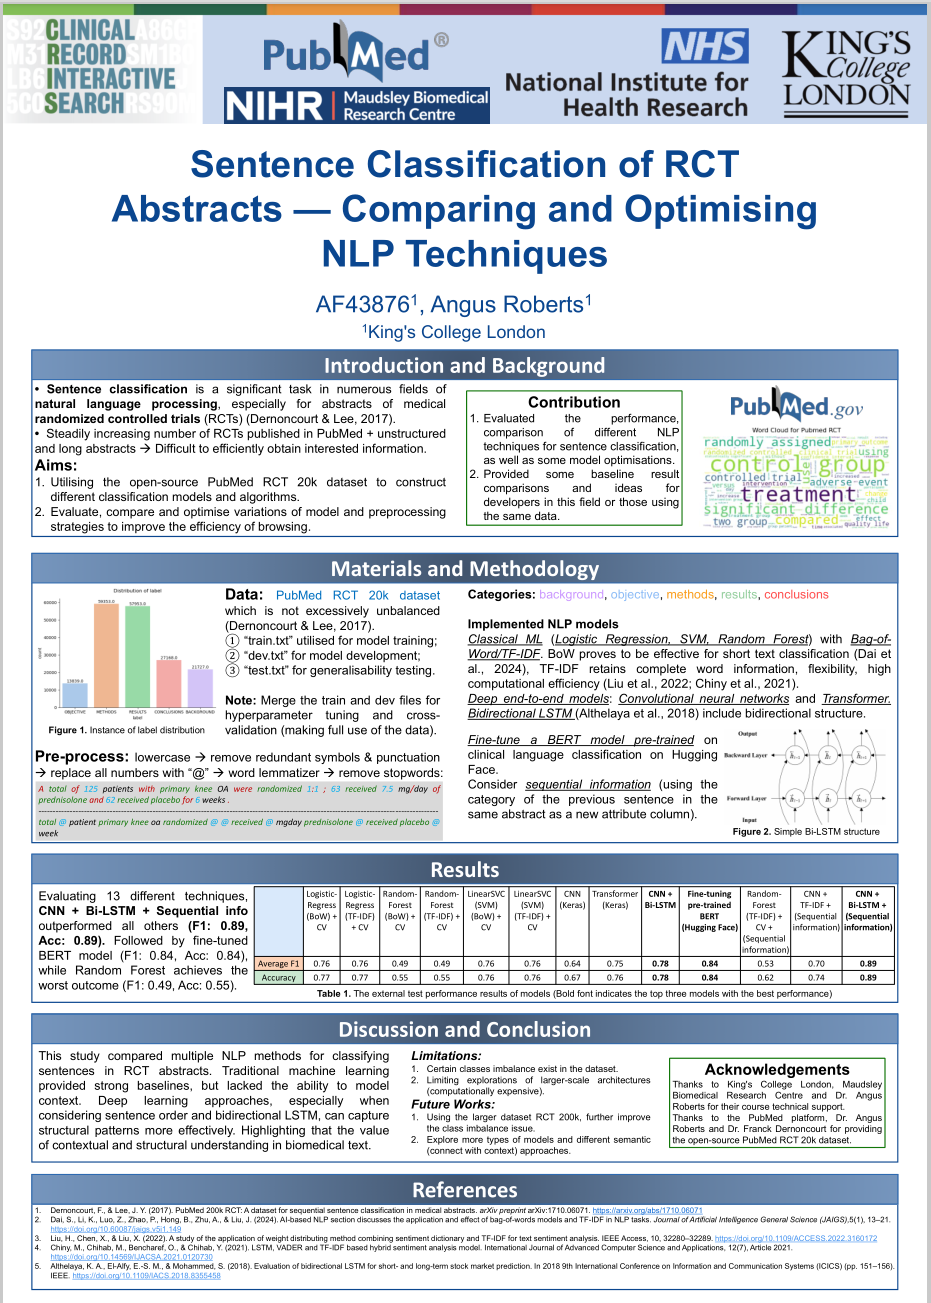 CLINICAL
RECORD
INTERACTIVE
SEARCH
PubMed®
NIHR | Maudsley Biomedical
Research Centre
NHS
National Institute for
Health Research
KING'S
College
LONDON
Sentence Classification of RCT
Abstracts — Comparing and Optimising
NLP Techniques
AF43876¹, Angus Roberts¹
¹King's College London
Introduction and Background
• Sentence classification is a significant task in numerous fields of
natural language processing, especially for abstracts of medical
randomized controlled trials (RCTs) (Dernoncourt & Lee, 2017).
• Steadily increasing number of RCTs published in PubMed + unstructured
and long abstracts → Difficult to efficiently obtain interested information.
Aims:
1. Utilising the open-source PubMed RCT 20k dataset to construct
different classification models and algorithms.
2. Evaluate, compare and optimise variations of model and preprocessing
strategies to improve the efficiency of browsing.
Contribution
1. Evaluated the performance,
comparison of different NLP
techniques for sentence classification,
as well as some model optimisations.
2. Provided some baseline result
comparisons and ideas for
developers in this field or those using
the same data.
PubMed.gov
Word Cloud for Pubmed RCT
randomly assigned primary outcome
randomized controlled clinical trial using
control group
controlled trial use
intervention adverse event
treatment
significant difference
two group compared effect
quality life
Materials and Methodology
Distribution of label
count
60000
50000
40000
30000
20000
10000
0
13839.0
59353.0
57953.0
27168.0
21727.0
OBJECTIVE METHODS RESULTS CONCLUSIONS BACKGROUND
label
Figure 1. Instance of label distribution
Data: PubMed RCT 20k dataset
which is not excessively unbalanced
(Dernoncourt & Lee, 2017).
① “train.txt” utilised for model training;
② “dev.txt” for model development;
③ “test.txt” for generalisability testing.
Note: Merge the train and dev files for
hyperparameter tuning and cross-
validation (making full use of the data).
Pre-process: lowercase → remove redundant symbols & punctuation
→ replace all numbers with “@” → word lemmatizer → remove stopwords:
A total of 125 patients with primary knee OA were randomized 1:1 ; 63 received 7.5 mg/day of
prednisolone and 62 received placebo for 6 weeks .
total @ patient primary knee oa randomized @ @ received @ mgday prednisolone @ received placebo @
week
Categories: background, objective, methods, results, conclusions
Implemented NLP models
Classical ML (Logistic Regression, SVM, Random Forest) with Bag-of-
Word/TF-IDF. BoW proves to be effective for short text classification (Dai et
al., 2024), TF-IDF retains complete word information, flexibility, high
computational efficiency (Liu et al., 2022; Chiny et al., 2021).
Deep end-to-end models: Convolutional neural networks and Transformer.
Bidirectional LSTM (Althelaya et al., 2018) include bidirectional structure.
Fine-tune a BERT model pre-trained on
clinical language classification on Hugging
Face.
Consider sequential information (using the
category of the previous sentence in the
same abstract as a new attribute column).
Output
Backward Layer
Forward Layer
Input
Figure 2. Simple Bi-LSTM structure
Results
Evaluating 13 different techniques,
CNN + Bi-LSTM + Sequential info
outperformed all others (F1: 0.89,
Acc: 0.89). Followed by fine-tuned
BERT model (F1: 0.84, Acc: 0.84),
while Random Forest achieves the
worst outcome (F1: 0.49, Acc: 0.55).
Logistic-Regress (BoW) + CV | Logistic-Regress (TF-IDF) + CV | Random-Forest (BoW) + CV | Random-Forest (TF-IDF) + CV | LinearSVC (SVM) (BoW) + CV | LinearSVC (SVM) (TF-IDF) + CV | CNN (Keras) | Transformer (Keras) | CNN + Bi-LSTM | Fine-tuning pre-trained BERT (Hugging Face) | Random-Forest (TF-IDF) + CV + (Sequential information) | CNN + TF-IDF + (Sequential information) | CNN + Bi-LSTM + (Sequential information)
Average F1 0.76 0.76 0.49 0.49 0.76 0.76 0.64 0.75 0.78 0.84 0.53 0.70 0.89
Accuracy 0.77 0.77 0.55 0.55 0.76 0.76 0.67 0.76 0.78 0.84 0.62 0.74 0.89
Table 1. The external test performance results of models (Bold font indicates the top three models with the best performance)
Discussion and Conclusion
This study compared multiple NLP methods for classifying
sentences in RCT abstracts. Traditional machine learning
provided strong baselines, but lacked the ability to model
context. Deep learning approaches, especially when
considering sentence order and bidirectional LSTM, can capture
structural patterns more effectively. Highlighting that the value
of contextual and structural understanding in biomedical text.
Limitations:
1. Certain classes imbalance exist in the dataset.
2. Limiting explorations of larger-scale architectures
(computationally expensive).
Future Works:
1. Using the larger dataset RCT 200k, further improve
the class imbalance issue.
2. Explore more types of models and different semantic
(connect with context) approaches.
Acknowledgements
Thanks to King's College London, Maudsley
Biomedical Research Centre and Dr. Angus
Roberts for their course technical support.
Thanks to the PubMed platform, Dr. Angus
Roberts and Dr. Franck Dernoncourt for providing
the open-source PubMed RCT 20k dataset.
References
1. Dernoncourt, F., & Lee, J. Y. (2017). PubMed 200k RCT: A dataset for sequential sentence classification in medical abstracts. arXiv preprint arXiv:1710.06071. https://arxiv.org/abs/1710.06071
2. Dai, S., Li, K., Luo, Z., Zhao, P., Hong, B., Zhu, A., & Liu, J. (2024). AI-based NLP section discusses the application and effect of bag-of-words models and TF-IDF in NLP tasks. Journal of Artificial Intelligence General Science (JAIGS),5(1), 13–21.
https://doi.org/10.60087/jaigs.v5i1.149
3. Liu, H., Chen, X., & Liu, X. (2022). A study of the application of weight distributing method combining sentiment dictionary and TF-IDF for text sentiment analysis. IEEE Access, 10, 32280–32289. https://doi.org/10.1109/ACCESS.2022.3160172
4. Chiny, M., Chihab, M., Bencharef, O., & Chihab, Y. (2021). LSTM, VADER and TF-IDF based hybrid sentiment analysis model. International Journal of Advanced Computer Science and Applications, 12(7), Article 2021.
https://doi.org/10.14569/IJACSA.2021.0120730
5. Althelaya, K. A., El-Alfy, E.-S. M., & Mohammed, S. (2018). Evaluation of bidirectional LSTM for short- and long-term stock market prediction. In 2018 9th International Conference on Information and Communication Systems (ICICS) (pp. 151–156).
IEEE. https://doi.org/10.1109/IACS.2018.8355458